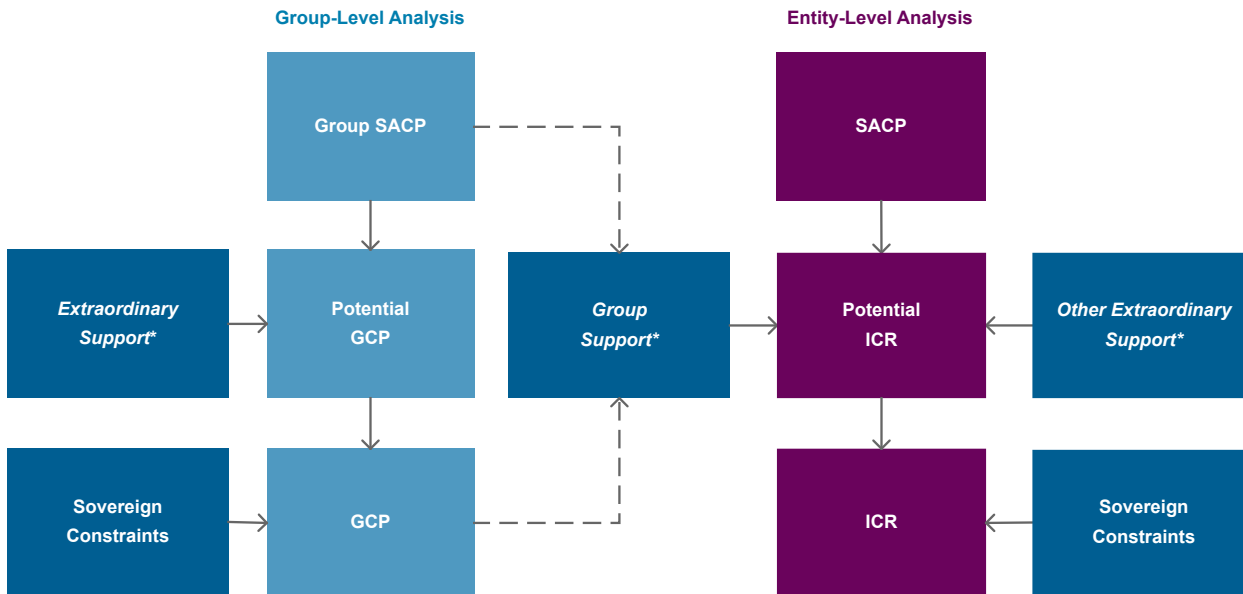 Group-Level Analysis
Entity-Level Analysis
Group SACP
SACP
Extraordinary
Support*
Potential
GCP
Group
Support*
Potential
ICR
Other Extraordinary
Support*
Sovereign
Constraints
GCP
ICR
Sovereign
Constraints